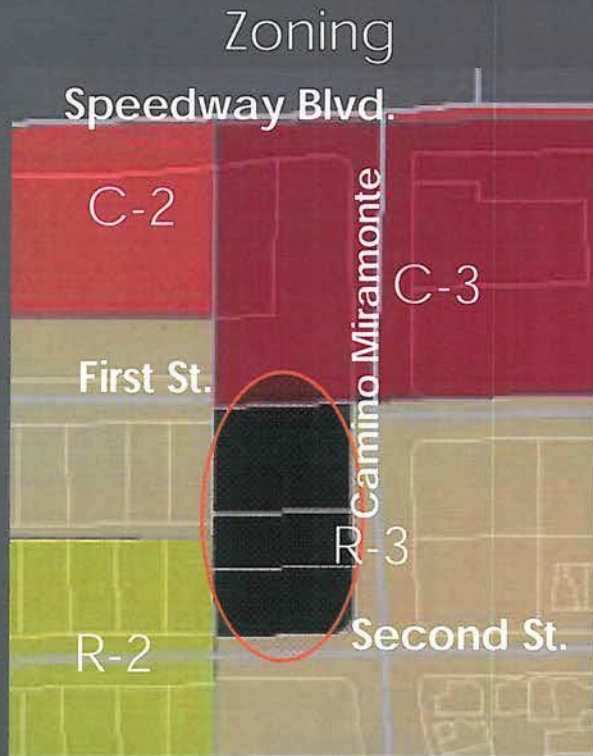 Zoning
Speedway Blvd.
C-2
Camino Miramonte
C-3
First St.
R-3
Second St.
R-2